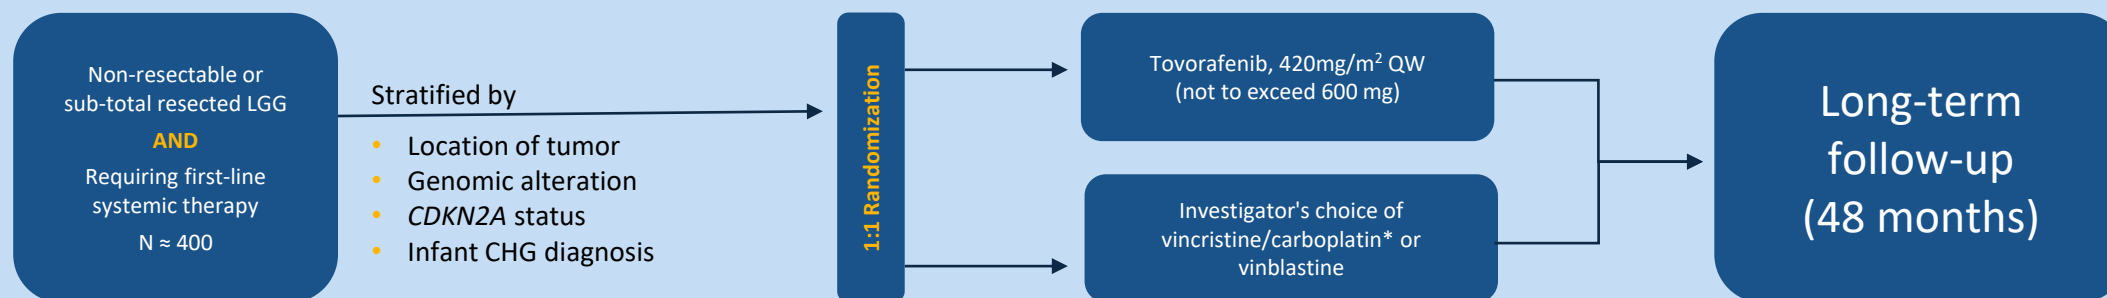 Non-resectable or
sub-total resected LGG
AND
Requiring first-line
systemic therapy
N ≈ 400
Stratified by
• Location of tumor
• Genomic alteration
• CDKN2A status
• Infant CHG diagnosis
1:1 Randomization
Tovorafenib, 420mg/m² QW
(not to exceed 600 mg)
Investigator's choice of
vincristine/carboplatin* or
vinblastine
Long-term
follow-up
(48 months)